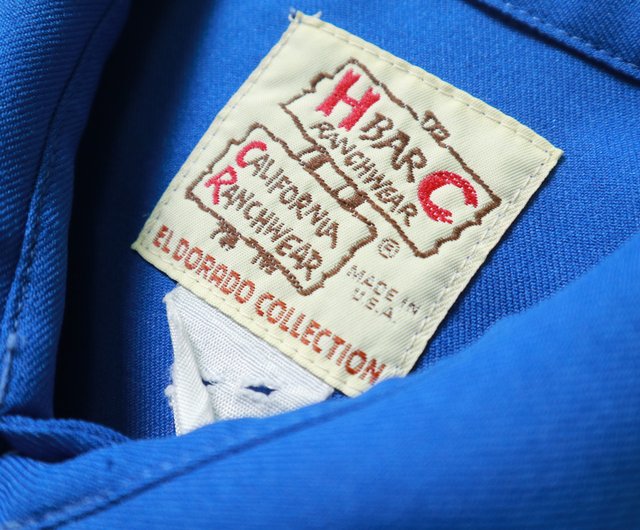 H BAR C
RANCHWEAR
CALIFORNIA
RANCHWEAR
®
MADE IN
U.S.A.
EL DORADO COLLECTION